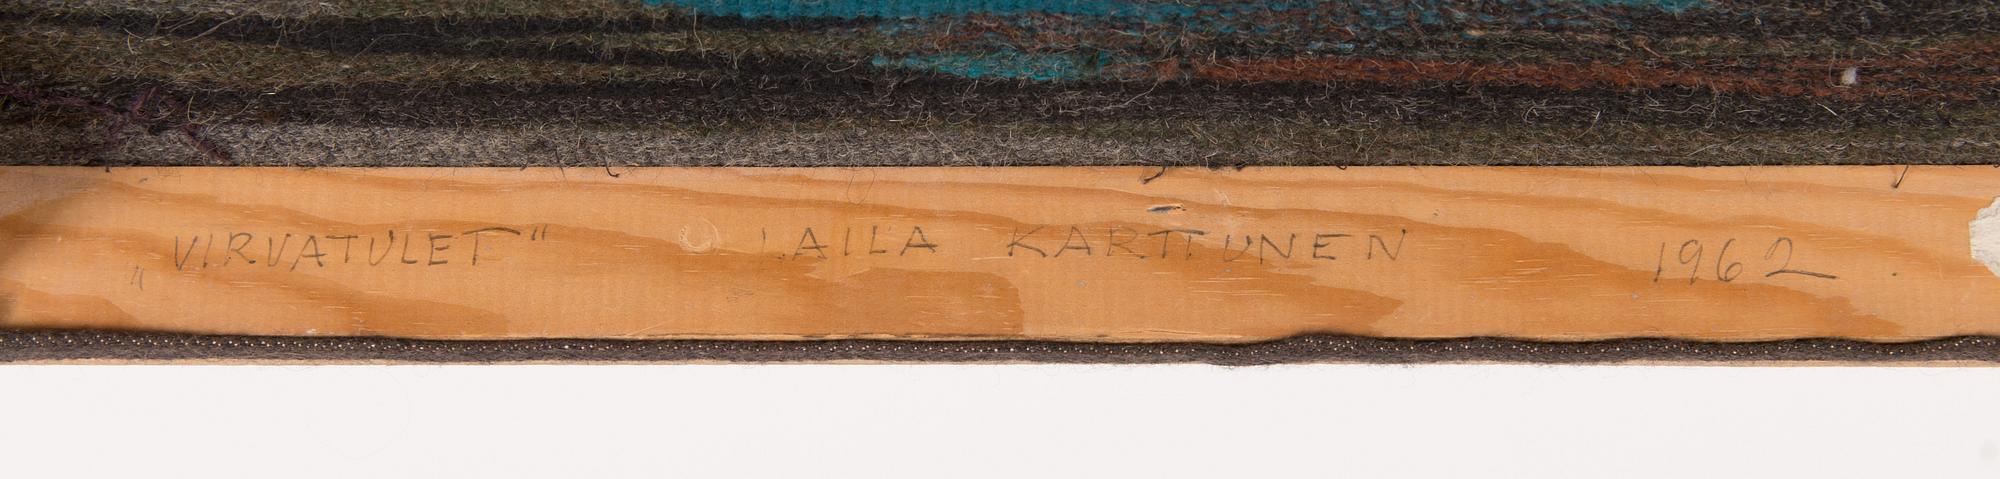 „VIRVATULET“ LAILA KARTTUNEN 1962.